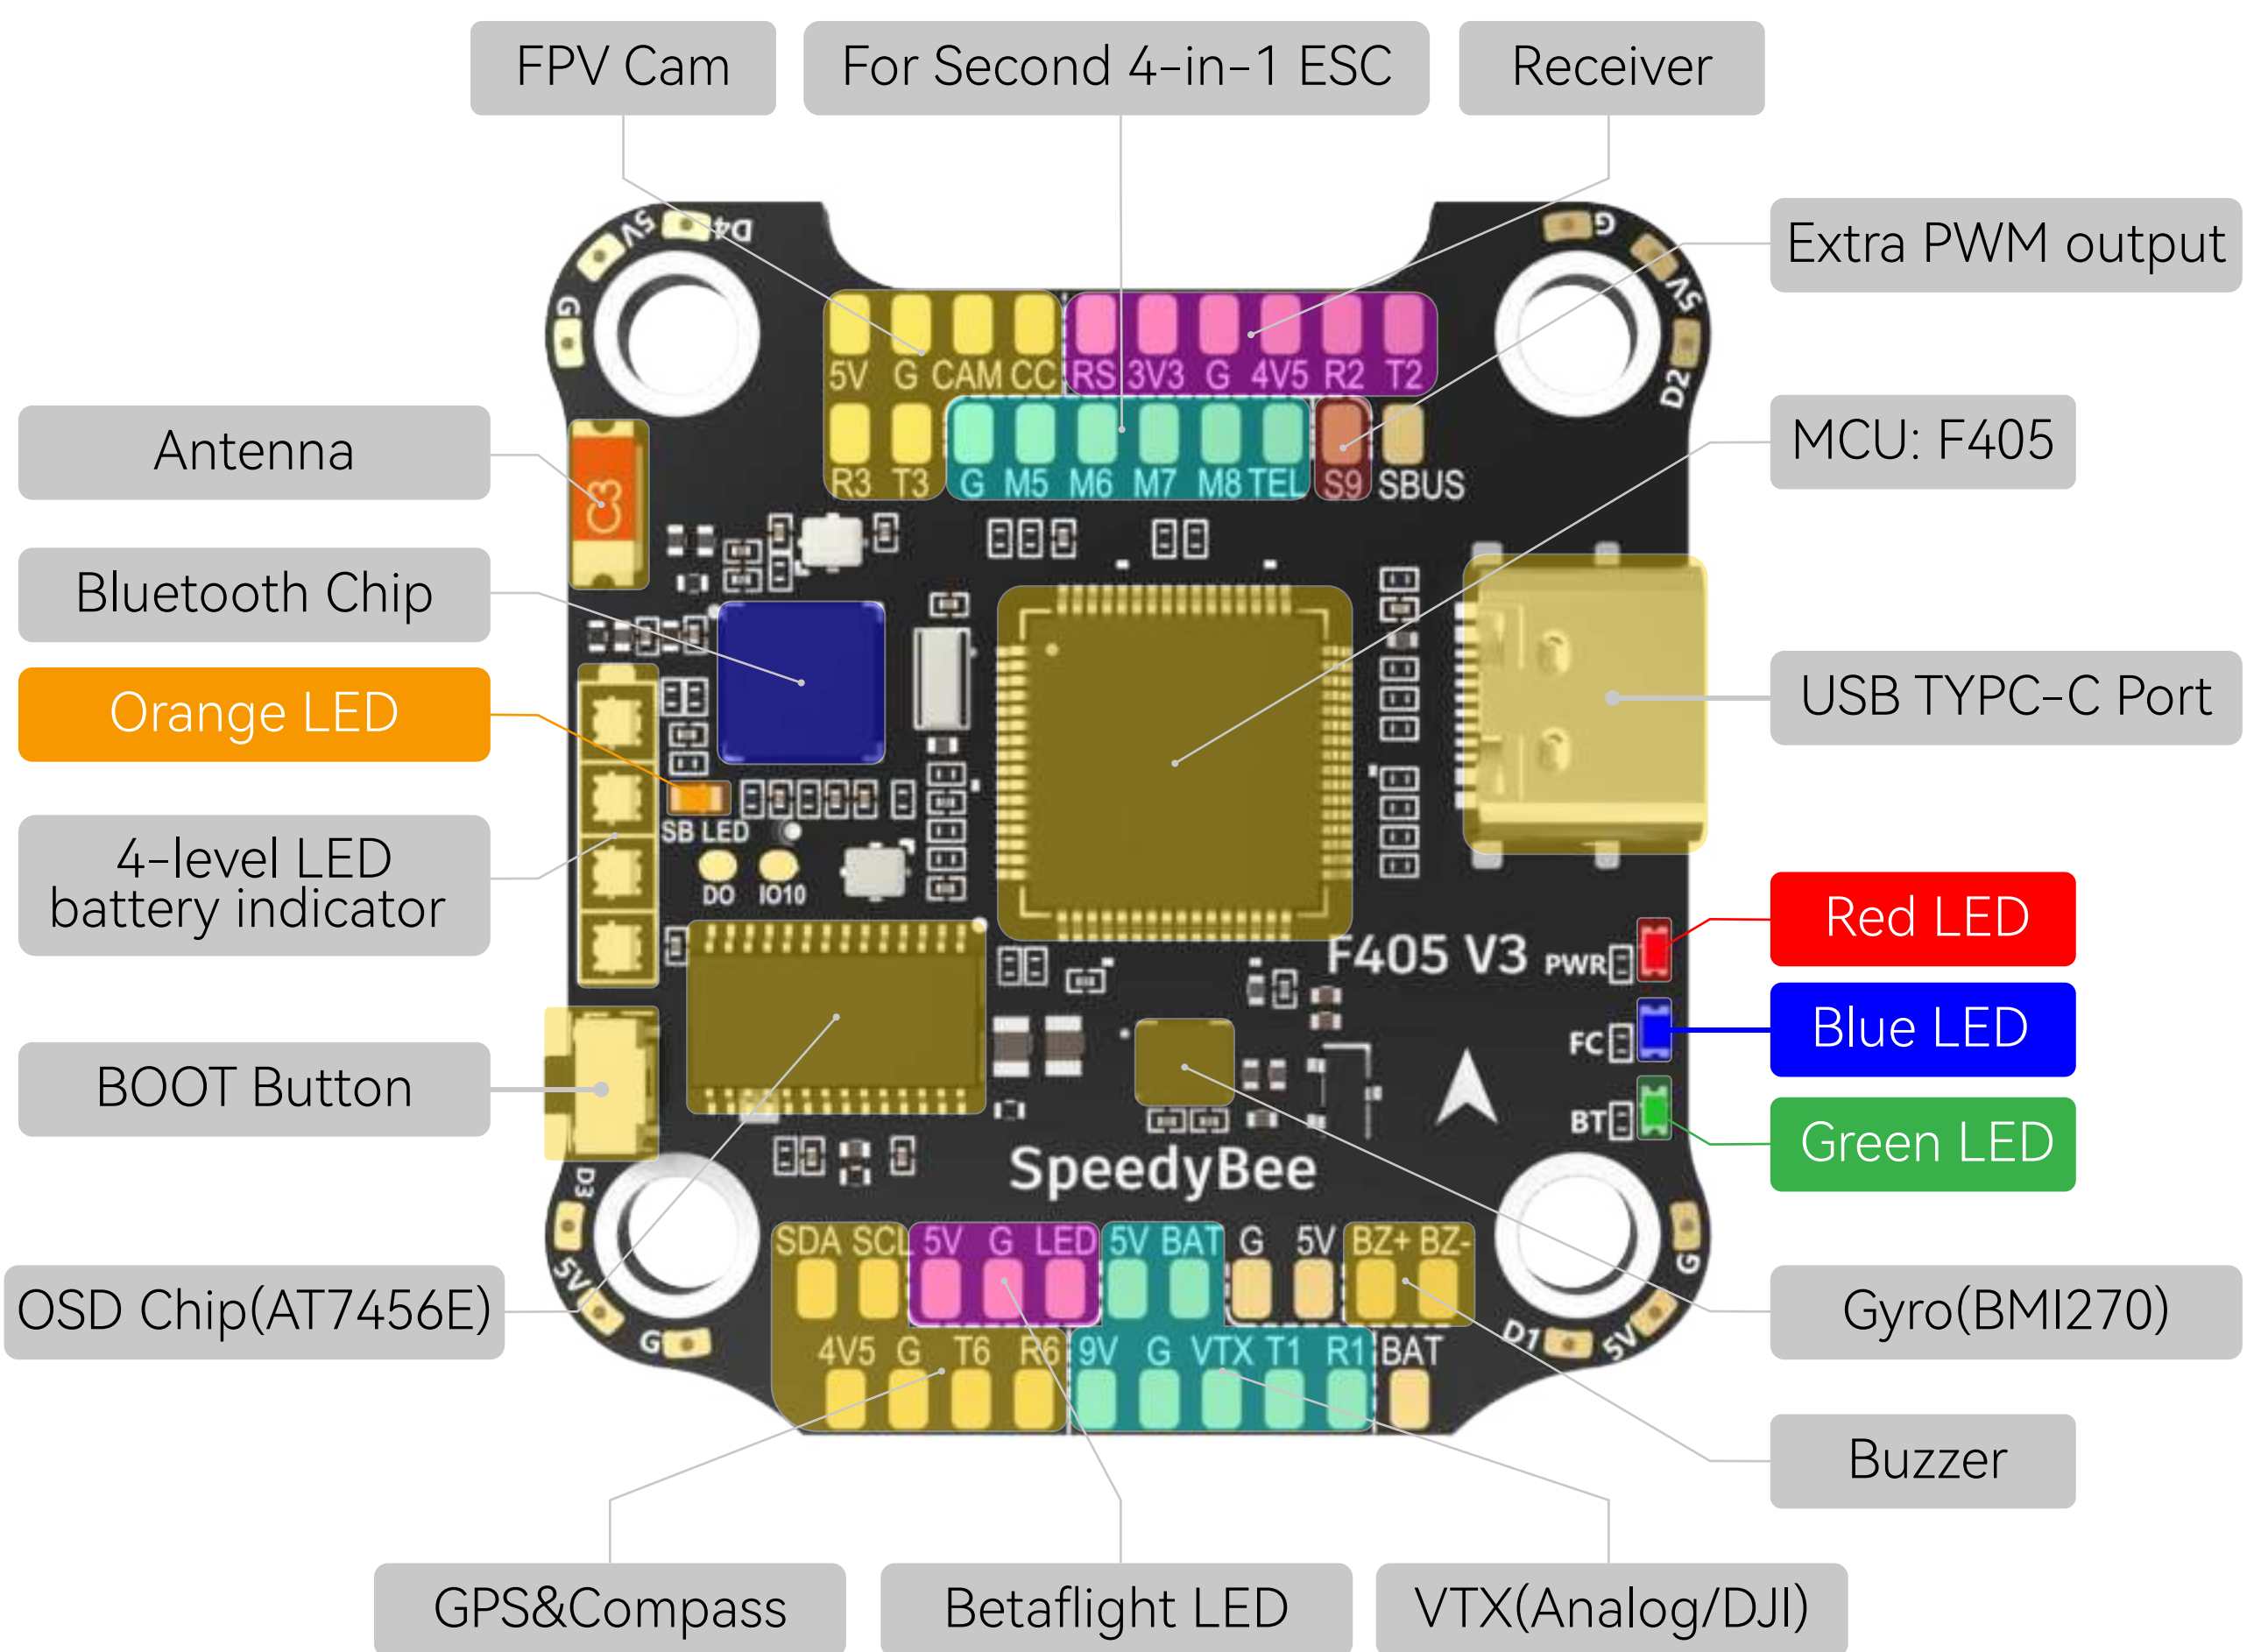 FPV Cam
For Second 4-in-1 ESC
Receiver
Extra PWM output
MCU: F405
USB TYPC-C Port
Red LED
Blue LED
Green LED
Gyro(BMI270)
Buzzer
Antenna
Bluetooth Chip
Orange LED
4-level LED
battery indicator
BOOT Button
OSD Chip(AT7456E)
GPS&Compass
Betaflight LED
VTX(Analog/DJI)
G 5V D4
G 5V D2
5V G CAM CC RS 3V3 G 4V5 R2 T2
R3 T3 G M5 M6 M7 M8 TEL S9 SBUS
C3
SB LED
DO IO10
F405 V3
PWR
FC
BT
SpeedyBee
D3 5V G
SDA SCL 5V G LED 5V BAT G 5V BZ+ BZ-
4V5 G T6 R6 9V G VTX T1 R1 BAT
D1 5V G